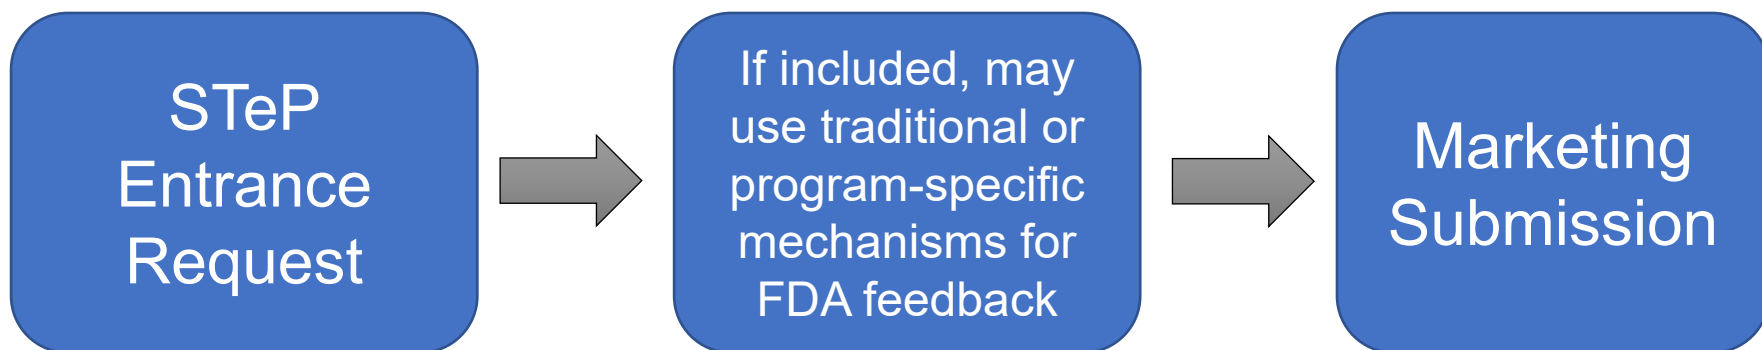 STeP
Entrance
Request
If included, may
use traditional or
program-specific
mechanisms for
FDA feedback
Marketing
Submission